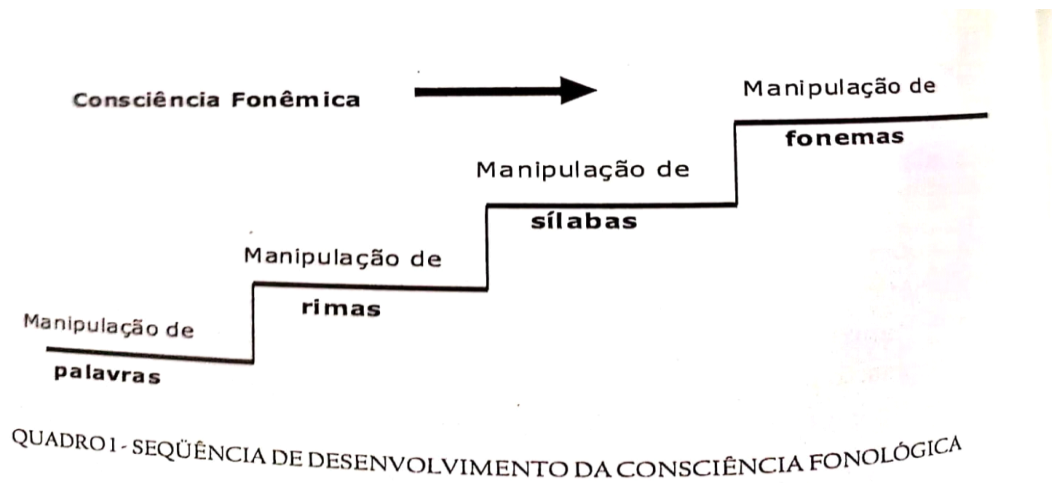 Consciência Fonêmica
Manipulação de
fonemas
Manipulação de
sílabas
Manipulação de
rimas
Manipulação de
palavras
QUADRO 1 - SEQÜÊNCIA DE DESENVOLVIMENTO DA CONSCIÊNCIA FONOLÓGICA